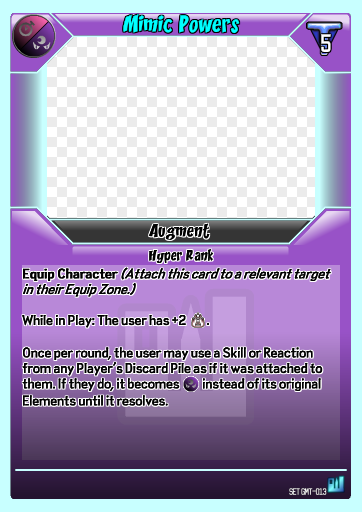 Mimic Powers
5
Augment
Hyper Rank
Equip Character (Attach this card to a relevant target
in their Equip Zone.)
While in Play: The user has +2 .
Once per round, the user may use a Skill or Reaction
from any Player's Discard Pile as if it was attached to
them. If they do, it becomes instead of its original
Elements until it resolves.
SET GMT-013